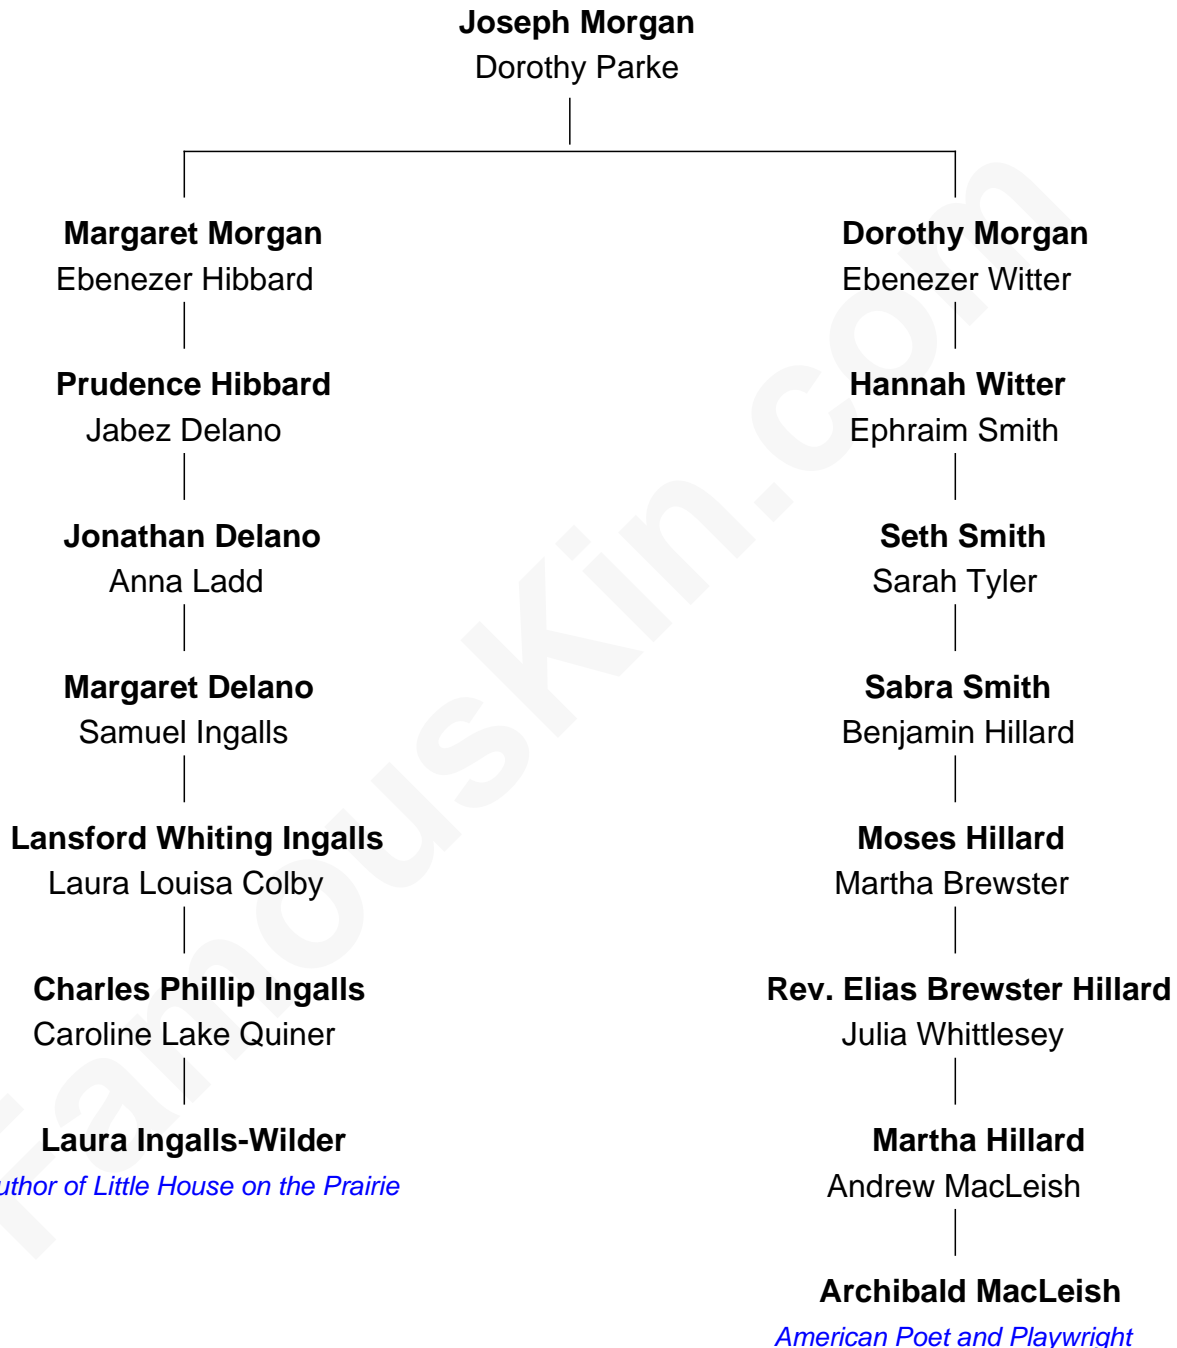 Joseph Morgan
Dorothy Parke
Margaret Morgan
Ebenezer Hibbard
Prudence Hibbard
Jabez Delano
Jonathan Delano
Anna Ladd
Margaret Delano
Samuel Ingalls
Lansford Whiting Ingalls
Laura Louisa Colby
Charles Phillip Ingalls
Caroline Lake Quiner
Laura Ingalls-Wilder
uthor of Little House on the Prairie
Dorothy Morgan
Ebenezer Witter
Hannah Witter
Ephraim Smith
Seth Smith
Sarah Tyler
Sabra Smith
Benjamin Hillard
Moses Hillard
Martha Brewster
Rev. Elias Brewster Hillard
Julia Whittlesey
Martha Hillard
Andrew MacLeish
Archibald MacLeish
American Poet and Playwright
FamousKin.com